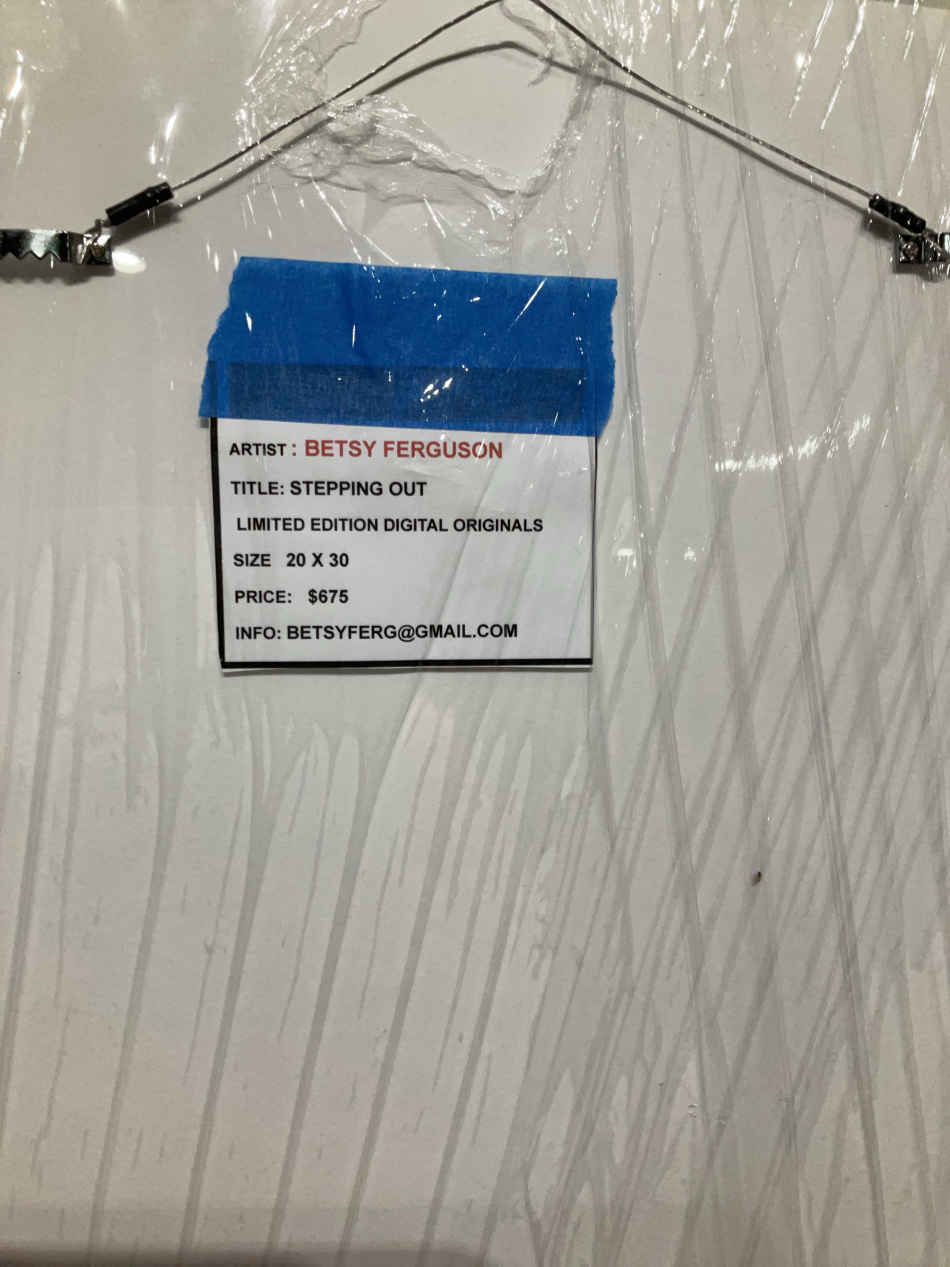 ARTIST : BETSY FERGUSON
TITLE: STEPPING OUT
LIMITED EDITION DIGITAL ORIGINALS
SIZE 20 X 30
PRICE: $675
INFO: BETSYFERG@GMAIL.COM